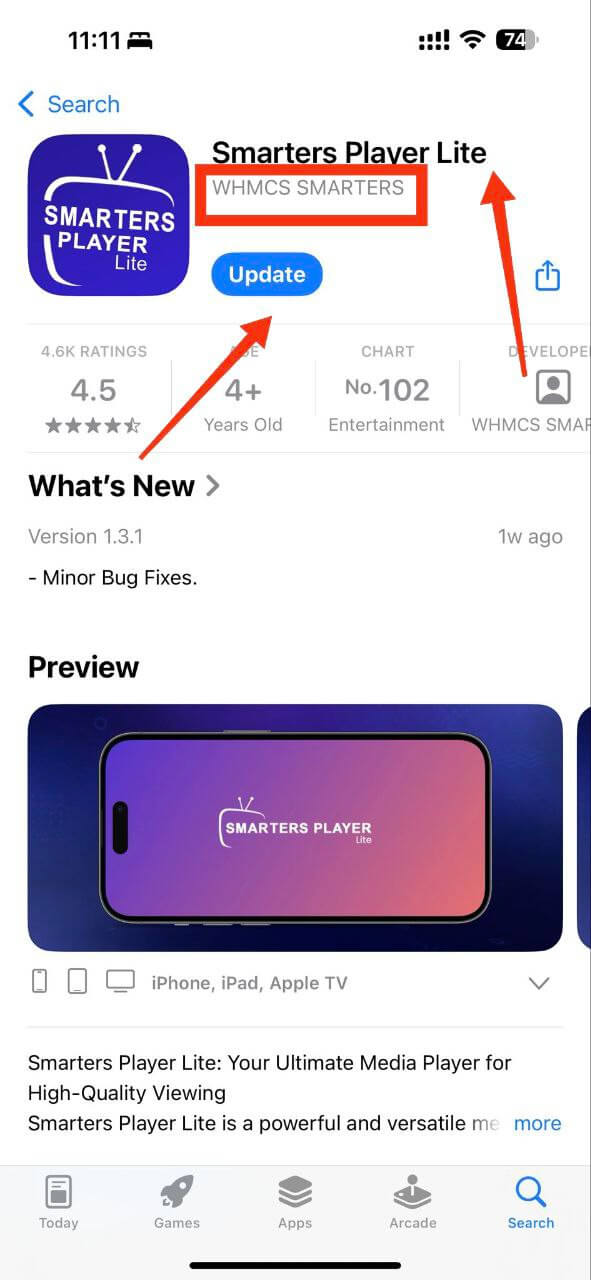 11:11
74
Search
SMARTERS
PLAYER
Lite
Smarters Player Lite
WHMCS SMARTERS
Update
4.6K RATINGS
4.5
4+
Years Old
CHART
No.102
Entertainment
WHMCS SMAR
What's New
Version 1.3.1
1w ago
- Minor Bug Fixes.
Preview
SMARTERS PLAYER
Lite
iPhone, iPad, Apple TV
Smarters Player Lite: Your Ultimate Media Player for
High-Quality Viewing
Smarters Player Lite is a powerful and versatile me more
Today
Games
Apps
Arcade
Search